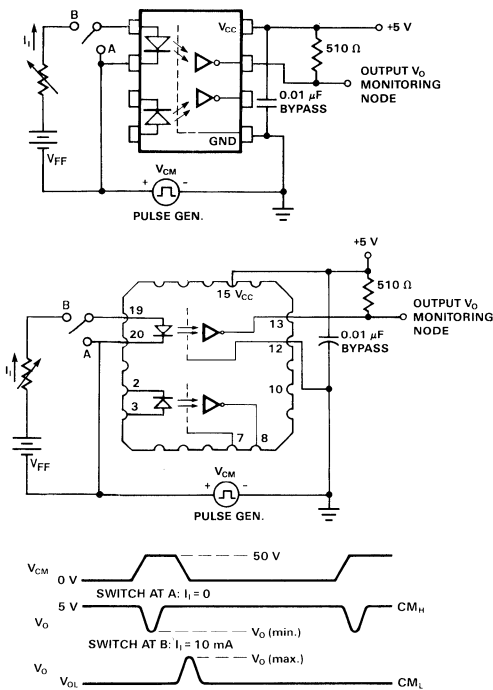 B
I_I
A
V_CC
+5 V
510 Ω
OUTPUT V_O
MONITORING
NODE
0.01 μF
BYPASS
GND
V_FF
V_CM
+ -
PULSE GEN.
+5 V
15 V_CC
510 Ω
B
19
13
OUTPUT V_O
MONITORING
NODE
A
20
12
0.01 μF
BYPASS
I_I
2
10
3
7
8
V_FF
V_CM
+ -
PULSE GEN.
50 V
V_CM
0 V
SWITCH AT A: I_I = 0
5 V
CM_H
V_O
V_O (min.)
SWITCH AT B: I_I = 10 mA
V_O (max.)
V_O
V_OL
CM_L